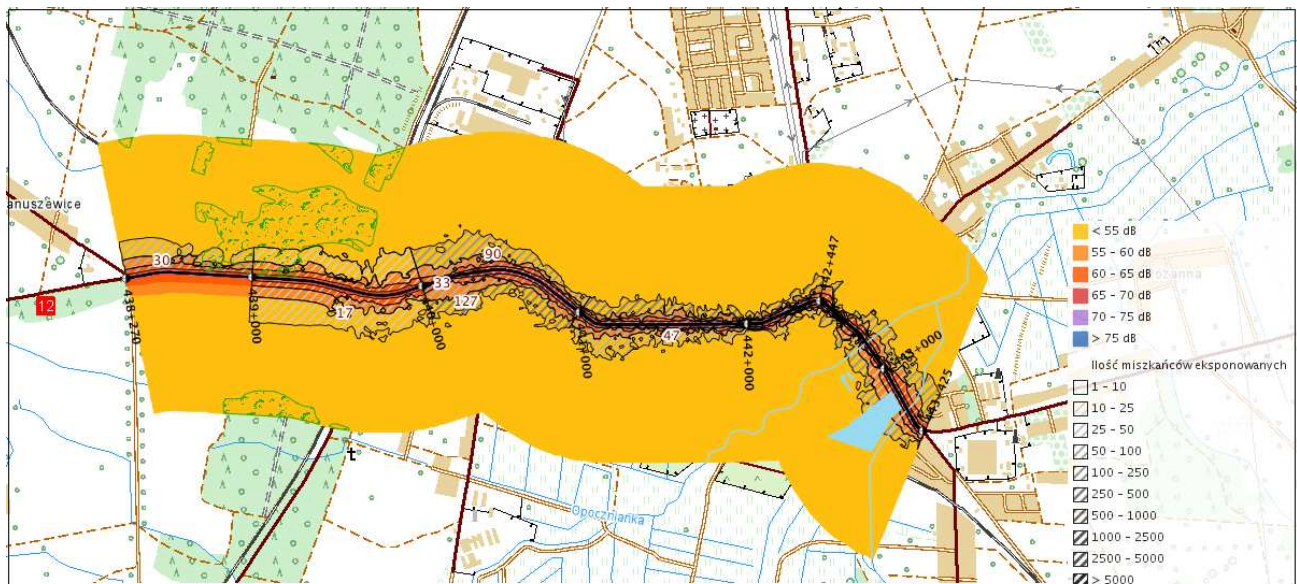 anuszewice
12
438+270
439+000
30
17
440+000
33
90
127
441+000
47
442+000
442+447
443+000
443+425
Opocznianka
t
< 55 dB
55 - 60 dB
60 - 65 dB
65 - 70 dB
70 - 75 dB
> 75 dB
Ilość miszkańców eksponowanych
1 - 10
10 - 25
25 - 50
50 - 100
100 - 250
250 - 500
500 - 1000
1000 - 2500
2500 - 5000
> 5000